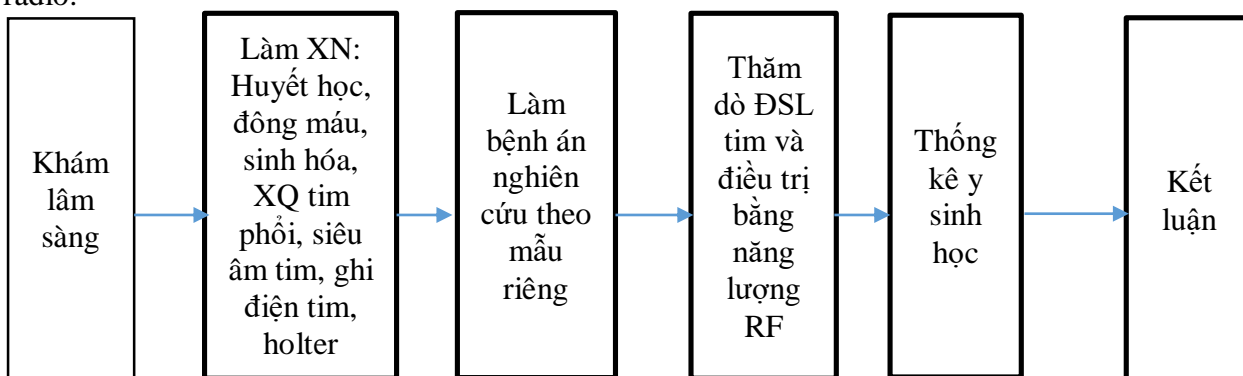 radio.
Khám
lâm
sàng
Làm XN:
Huyết học,
đông máu,
sinh hóa,
XQ tim
phổi, siêu
âm tim, ghi
điện tim,
holter
Làm
bệnh án
nghiên
cứu theo
mẫu
riêng
Thăm
dò ĐSL
tim và
điều trị
bằng
năng
lượng
RF
Thống
kê y
sinh
học
Kết
luận